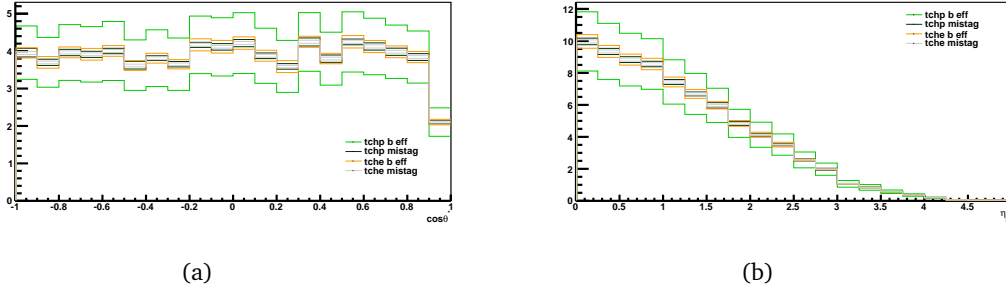 5
4
3
2
1
0
-1 -0.8 -0.6 -0.4 -0.2 0 0.2 0.4 0.6 0.8 1
cosθ
tchp b eff
tchp mistag
tche b eff
tche mistag
(a)
12
10
8
6
4
2
0
0 0.5 1 1.5 2 2.5 3 3.5 4 4.5
η
tchp b eff
tchp mistag
tche b eff
tche mistag
(b)